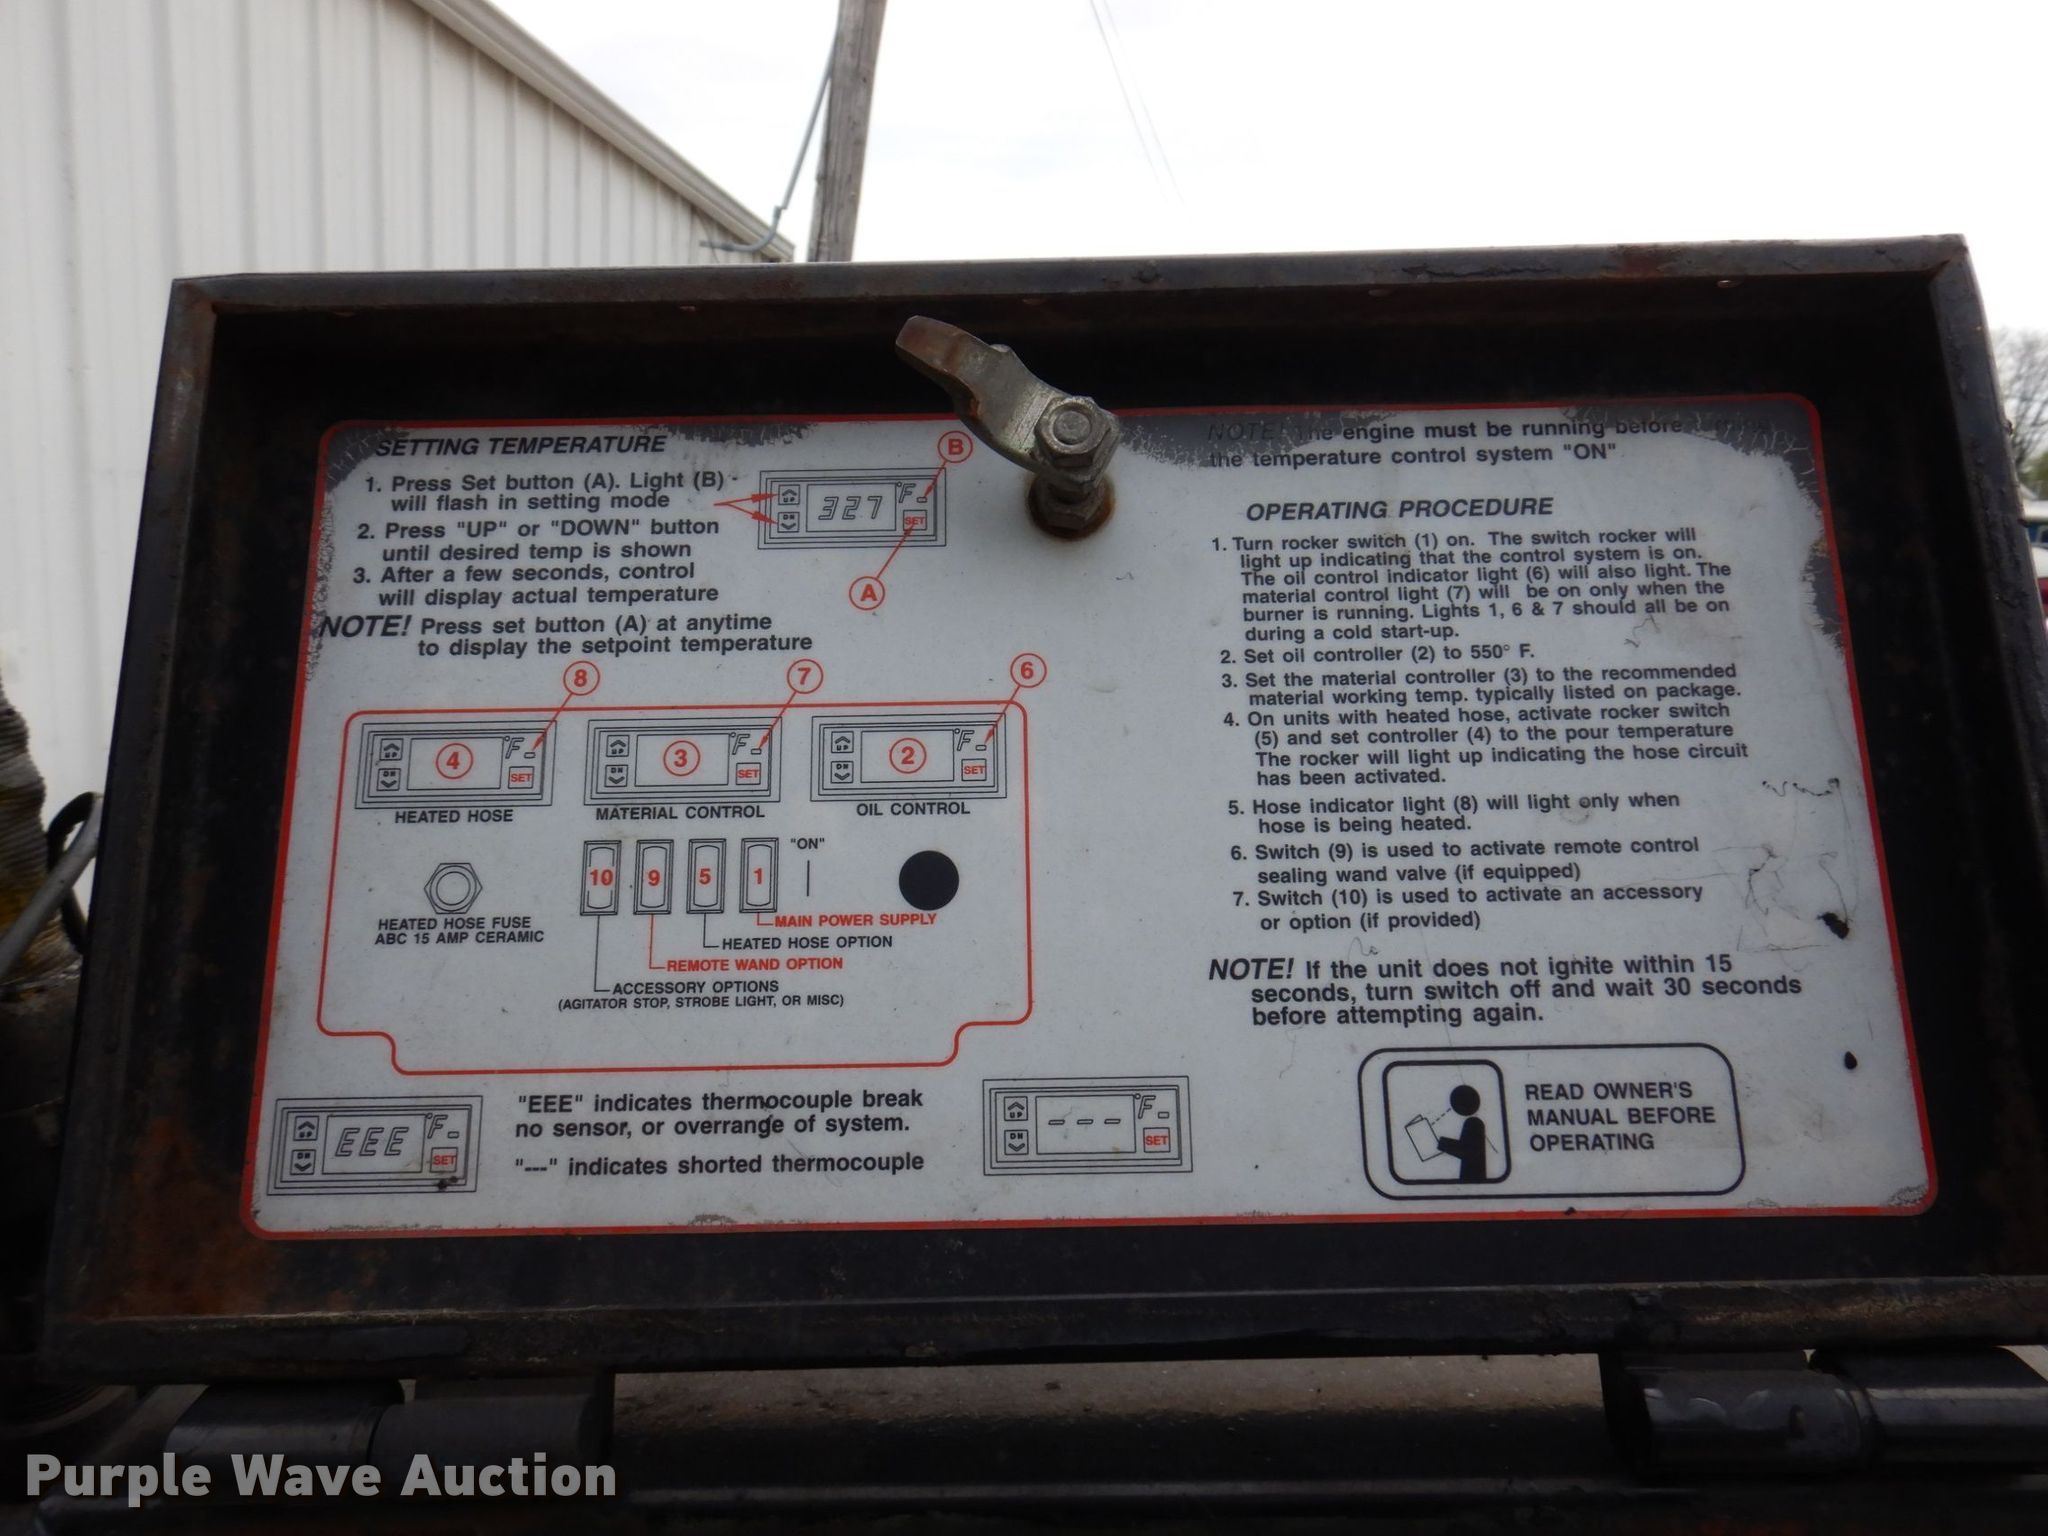 SETTING TEMPERATURE
1. Press Set button (A). Light (B)
will flash in setting mode
2. Press "UP" or "DOWN" button
until desired temp is shown
3. After a few seconds, control
will display actual temperature
NOTE! Press set button (A) at anytime
to display the setpoint temperature
B
UP
DN
327
°F
SET
A
8
7
6
UP
DN
4
°F
SET
HEATED HOSE
UP
DN
3
°F
SET
MATERIAL CONTROL
UP
DN
2
°F
SET
OIL CONTROL
HEATED HOSE FUSE
ABC 15 AMP CERAMIC
10
9
5
1
"ON"
MAIN POWER SUPPLY
HEATED HOSE OPTION
REMOTE WAND OPTION
ACCESSORY OPTIONS
(AGITATOR STOP, STROBE LIGHT, OR MISC)
UP
DN
EEE
°F
SET
"EEE" indicates thermocouple break
no sensor, or overrange of system.
"---" indicates shorted thermocouple
UP
DN
---
°F
SET
NOTE! The engine must be running before
the temperature control system "ON"
OPERATING PROCEDURE
1. Turn rocker switch (1) on. The switch rocker will
light up indicating that the control system is on.
The oil control indicator light (6) will also light. The
material control light (7) will be on only when the
burner is running. Lights 1, 6 & 7 should all be on
during a cold start-up.
2. Set oil controller (2) to 550° F.
3. Set the material controller (3) to the recommended
material working temp. typically listed on package.
4. On units with heated hose, activate rocker switch
(5) and set controller (4) to the pour temperature
The rocker will light up indicating the hose circuit
has been activated.
5. Hose indicator light (8) will light only when
hose is being heated.
6. Switch (9) is used to activate remote control
sealing wand valve (if equipped)
7. Switch (10) is used to activate an accessory
or option (if provided)
NOTE! If the unit does not ignite within 15
seconds, turn switch off and wait 30 seconds
before attempting again.
READ OWNER'S
MANUAL BEFORE
OPERATING
Purple Wave Auction